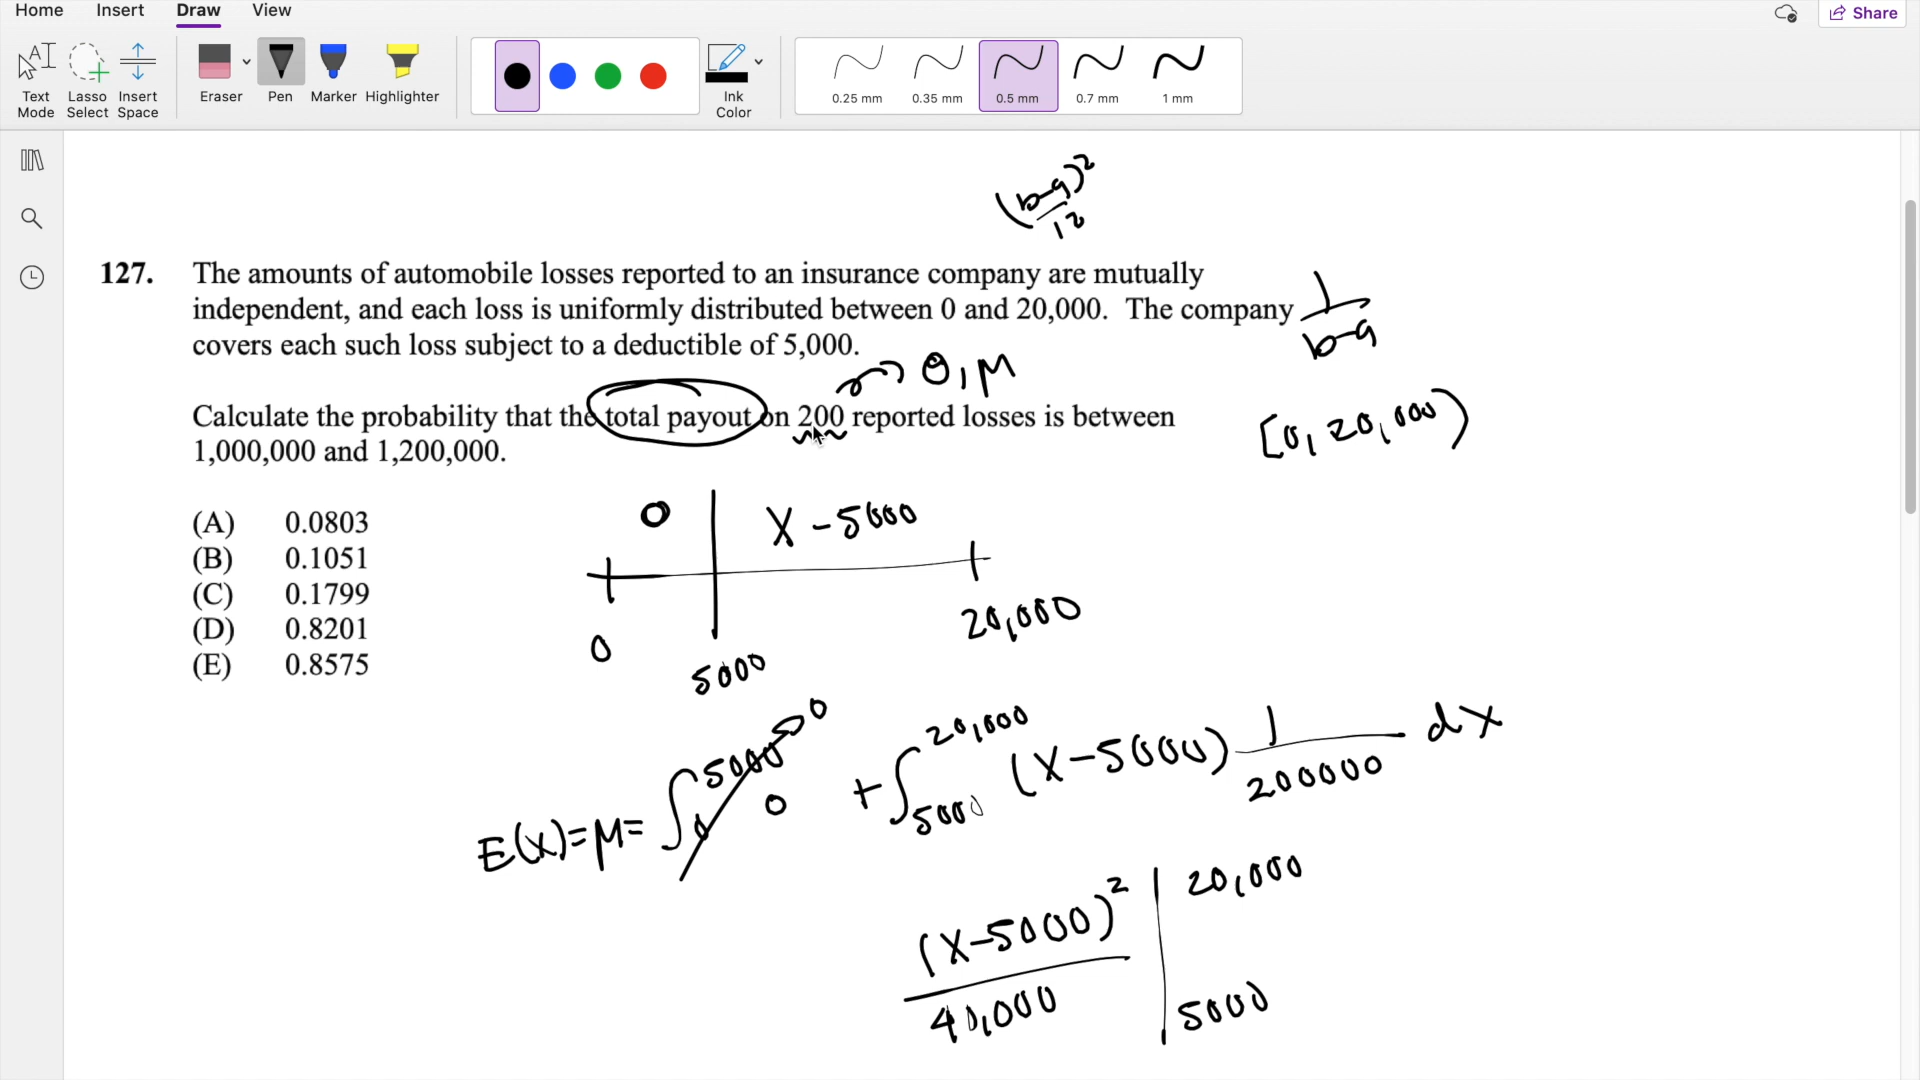 Home Insert Draw View
Share
Text Mode
Lasso Select
Insert Space
Eraser
Pen
Marker
Highlighter
Ink Color
0.25 mm
0.35 mm
0.5 mm
0.7 mm
1 mm
(b-a)²
12
127. The amounts of automobile losses reported to an insurance company are mutually
independent, and each loss is uniformly distributed between 0 and 20,000. The company
covers each such loss subject to a deductible of 5,000.
1
b-a
θ, μ
Calculate the probability that the total payout on 200 reported losses is between
1,000,000 and 1,200,000.
[0, 20,000)
(A) 0.0803
(B) 0.1051
(C) 0.1799
(D) 0.8201
(E) 0.8575
0 X - 5000
0 5000 20,000
E(X) = μ = ∫ 5000 0 0 → 0 + ∫ 20,000 5000 (X-5000) 1 200000 dx
(X-5000)²
40,000
20,000
5000